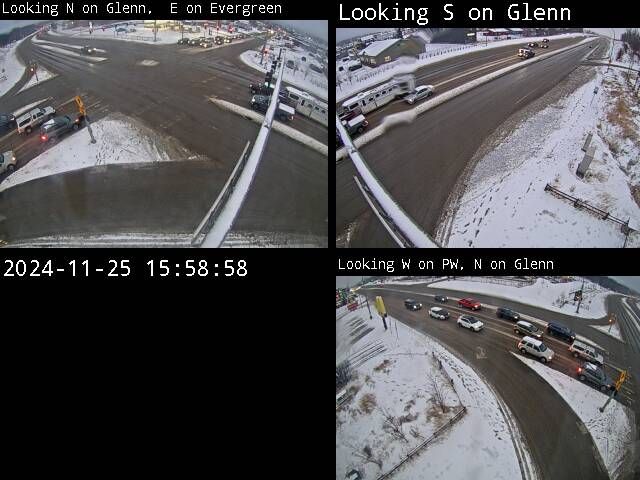 Looking N on Glenn,  E on Evergreen
Looking S on Glenn
2024-11-25 15:58:58
Looking W on PW, N on Glenn